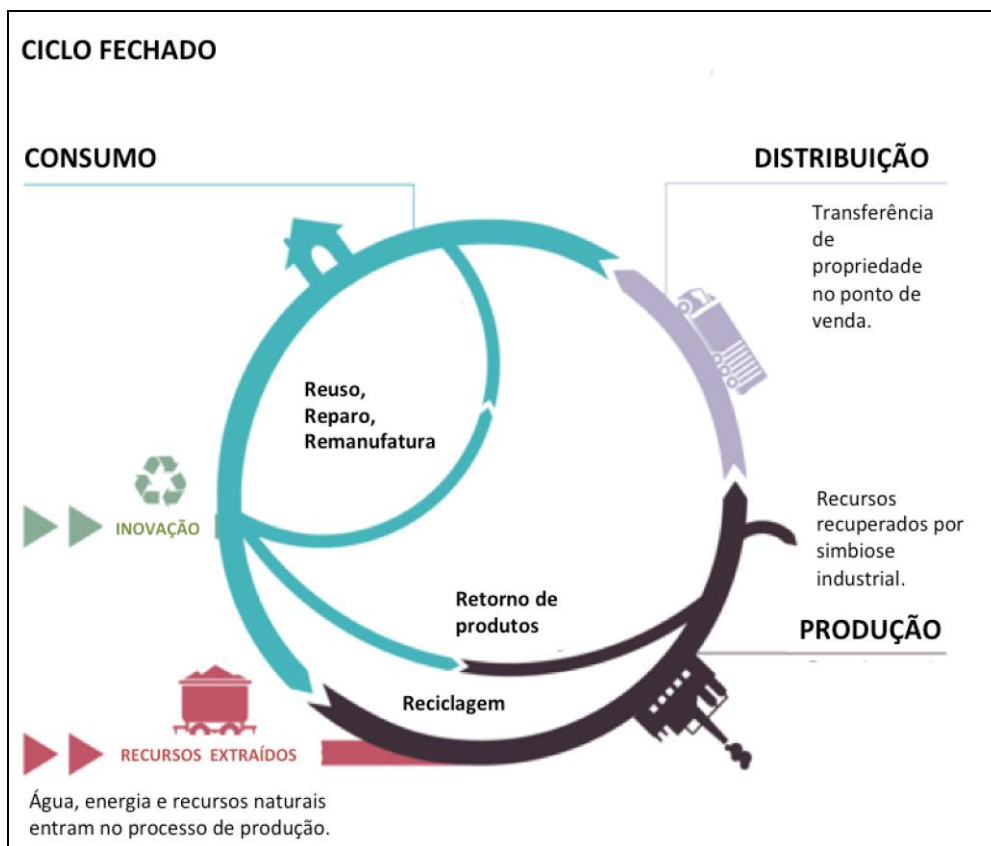 CICLO FECHADO
CONSUMO
DISTRIBUIÇÃO
Transferência
de
propriedade
no ponto de
venda.
Reuso,
Reparo,
Remanufatura
INOVAÇÃO
Recursos
recuperados por
simbiose
industrial.
Retorno de
produtos
PRODUÇÃO
Reciclagem
RECURSOS EXTRAÍDOS
Água, energia e recursos naturais
entram no processo de produção.